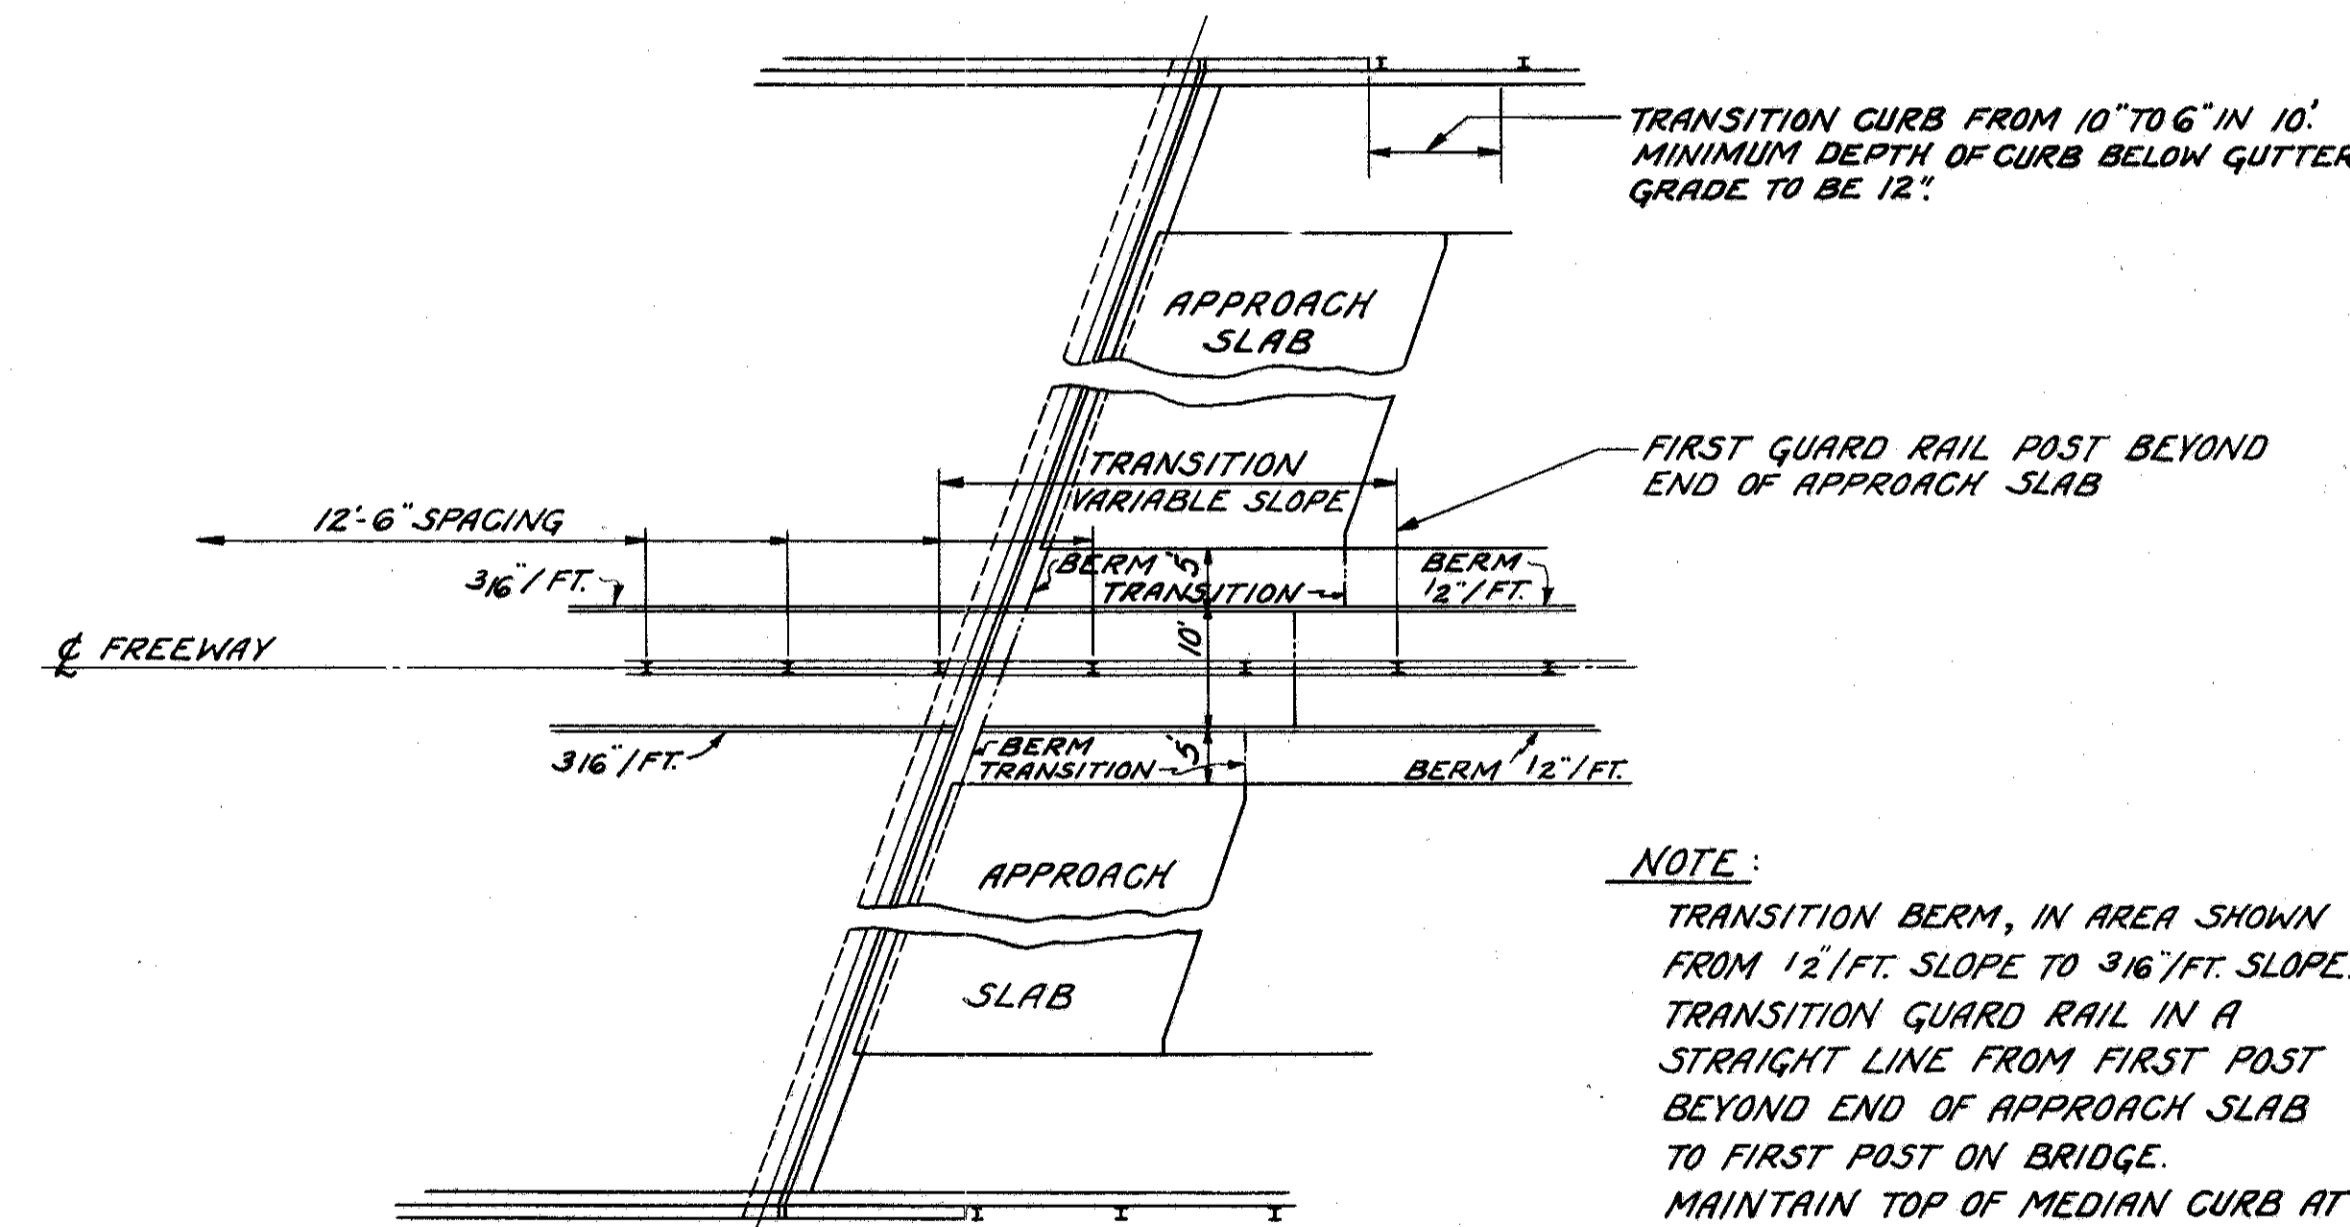 TRANSITION CURB FROM 10" TO 6" IN 10'.
MINIMUM DEPTH OF CURB BELOW GUTTER
GRADE TO BE 12".
APPROACH
SLAB
TRANSITION
VARIABLE SLOPE
FIRST GUARD RAIL POST BEYOND
END OF APPROACH SLAB
12'-6" SPACING
3/16"/FT.
BERM
TRANSITION
5'
BERM
1/2"/FT.
10'
℄ FREEWAY
3/16"/FT.
BERM
TRANSITION
5'
BERM 1/2"/FT.
APPROACH
SLAB
NOTE:
TRANSITION BERM, IN AREA SHOWN
FROM 1/2"/FT. SLOPE TO 3/16"/FT. SLOPE.
TRANSITION GUARD RAIL IN A
STRAIGHT LINE FROM FIRST POST
BEYOND END OF APPROACH SLAB
TO FIRST POST ON BRIDGE.
MAINTAIN TOP OF MEDIAN CURB AT